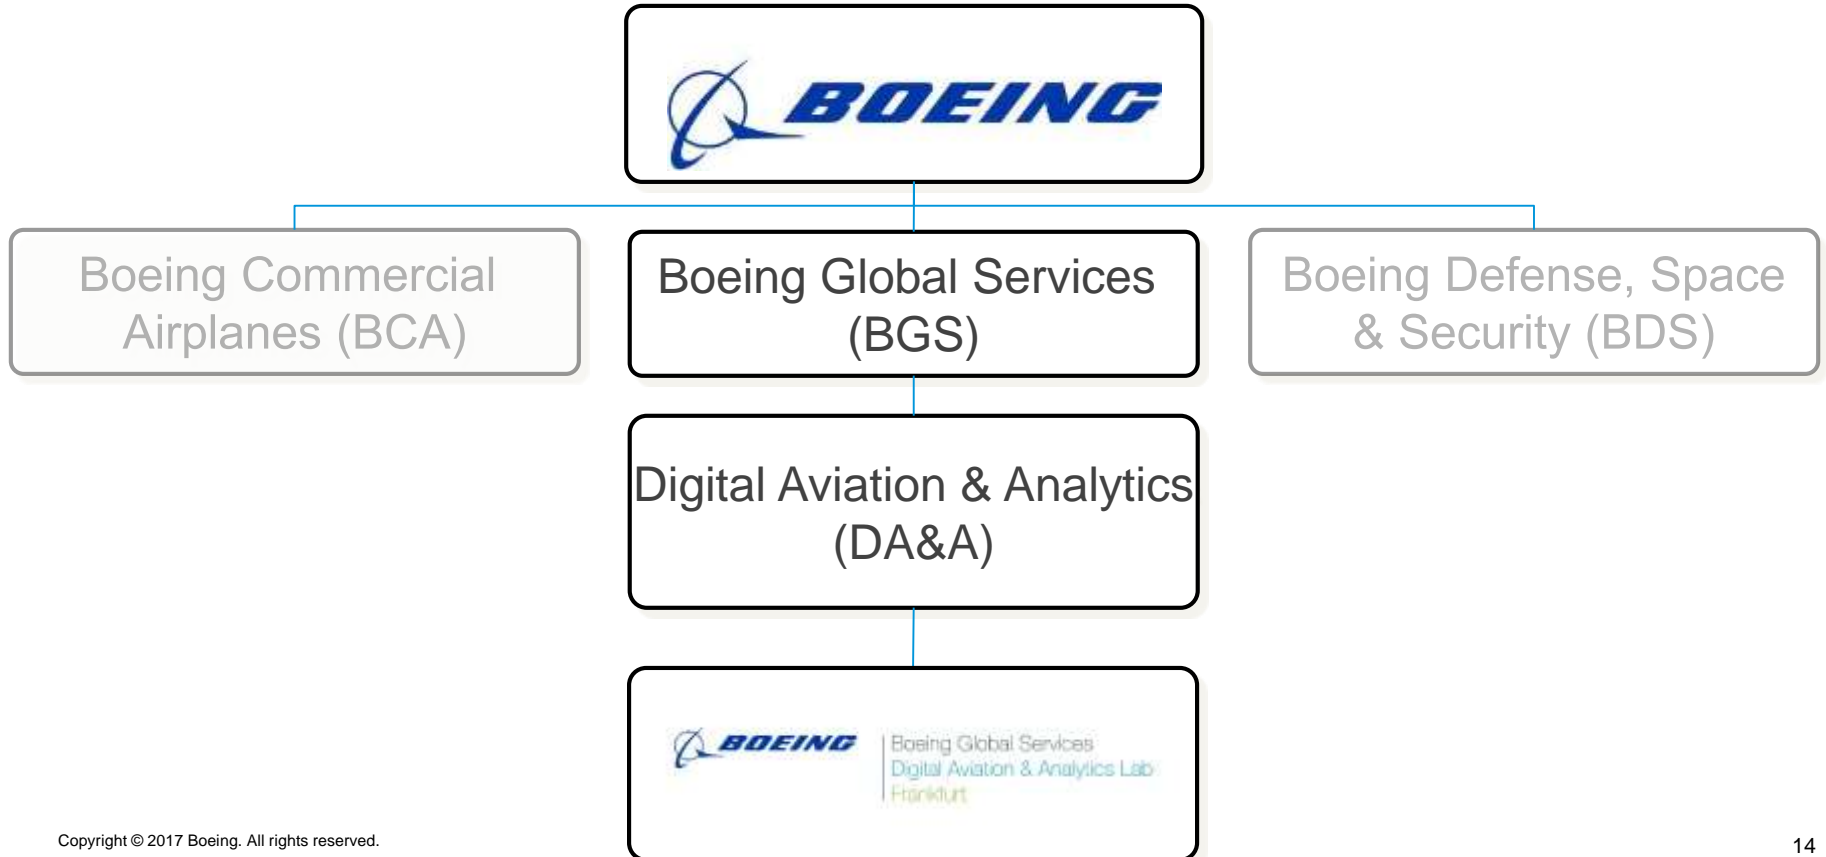 BOEING
Boeing Commercial
Airplanes (BCA)
Boeing Global Services
(BGS)
Boeing Defense, Space
& Security (BDS)
Digital Aviation & Analytics
(DA&A)
BOEING
Boeing Global Services
Digital Aviation & Analytics Lab
Frankfurt
Copyright © 2017 Boeing. All rights reserved.
14